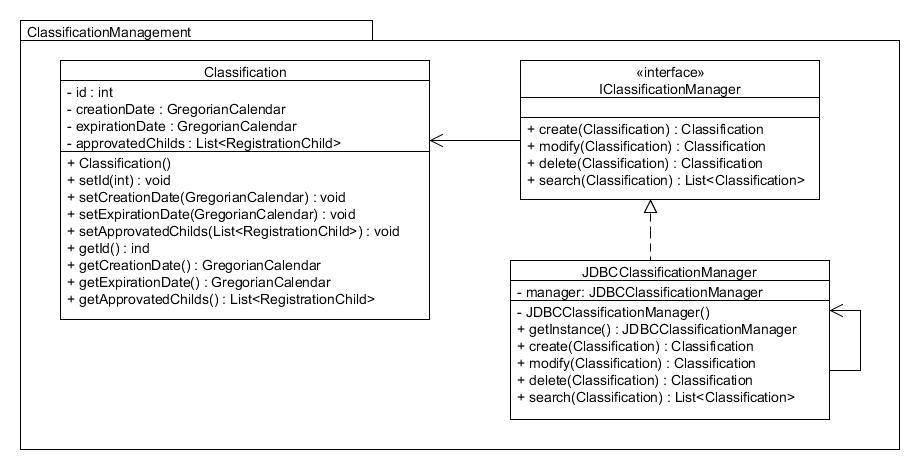 ClassificationManagement
Classification
- id : int
- creationDate : GregorianCalendar
- expirationDate : GregorianCalendar
- approvatedChilds : List<RegistrationChild>
+ Classification()
+ setId(int) : void
+ setCreationDate(GregorianCalendar) : void
+ setExpirationDate(GregorianCalendar) : void
+ setApprovatedChilds(List<RegistrationChild>) : void
+ getId() : ind
+ getCreationDate() : GregorianCalendar
+ getExpirationDate() : GregorianCalendar
+ getApprovatedChilds() : List<RegistrationChild>
«interface»
IClassificationManager
+ create(Classification) : Classification
+ modify(Classification) : Classification
+ delete(Classification) : Classification
+ search(Classification) : List<Classification>
JDBCClassificationManager
- manager: JDBCClassificationManager
- JDBCClassificationManager()
+ getInstance() : JDBCClassificationManager
+ create(Classification) : Classification
+ modify(Classification) : Classification
+ delete(Classification) : Classification
+ search(Classification) : List<Classification>